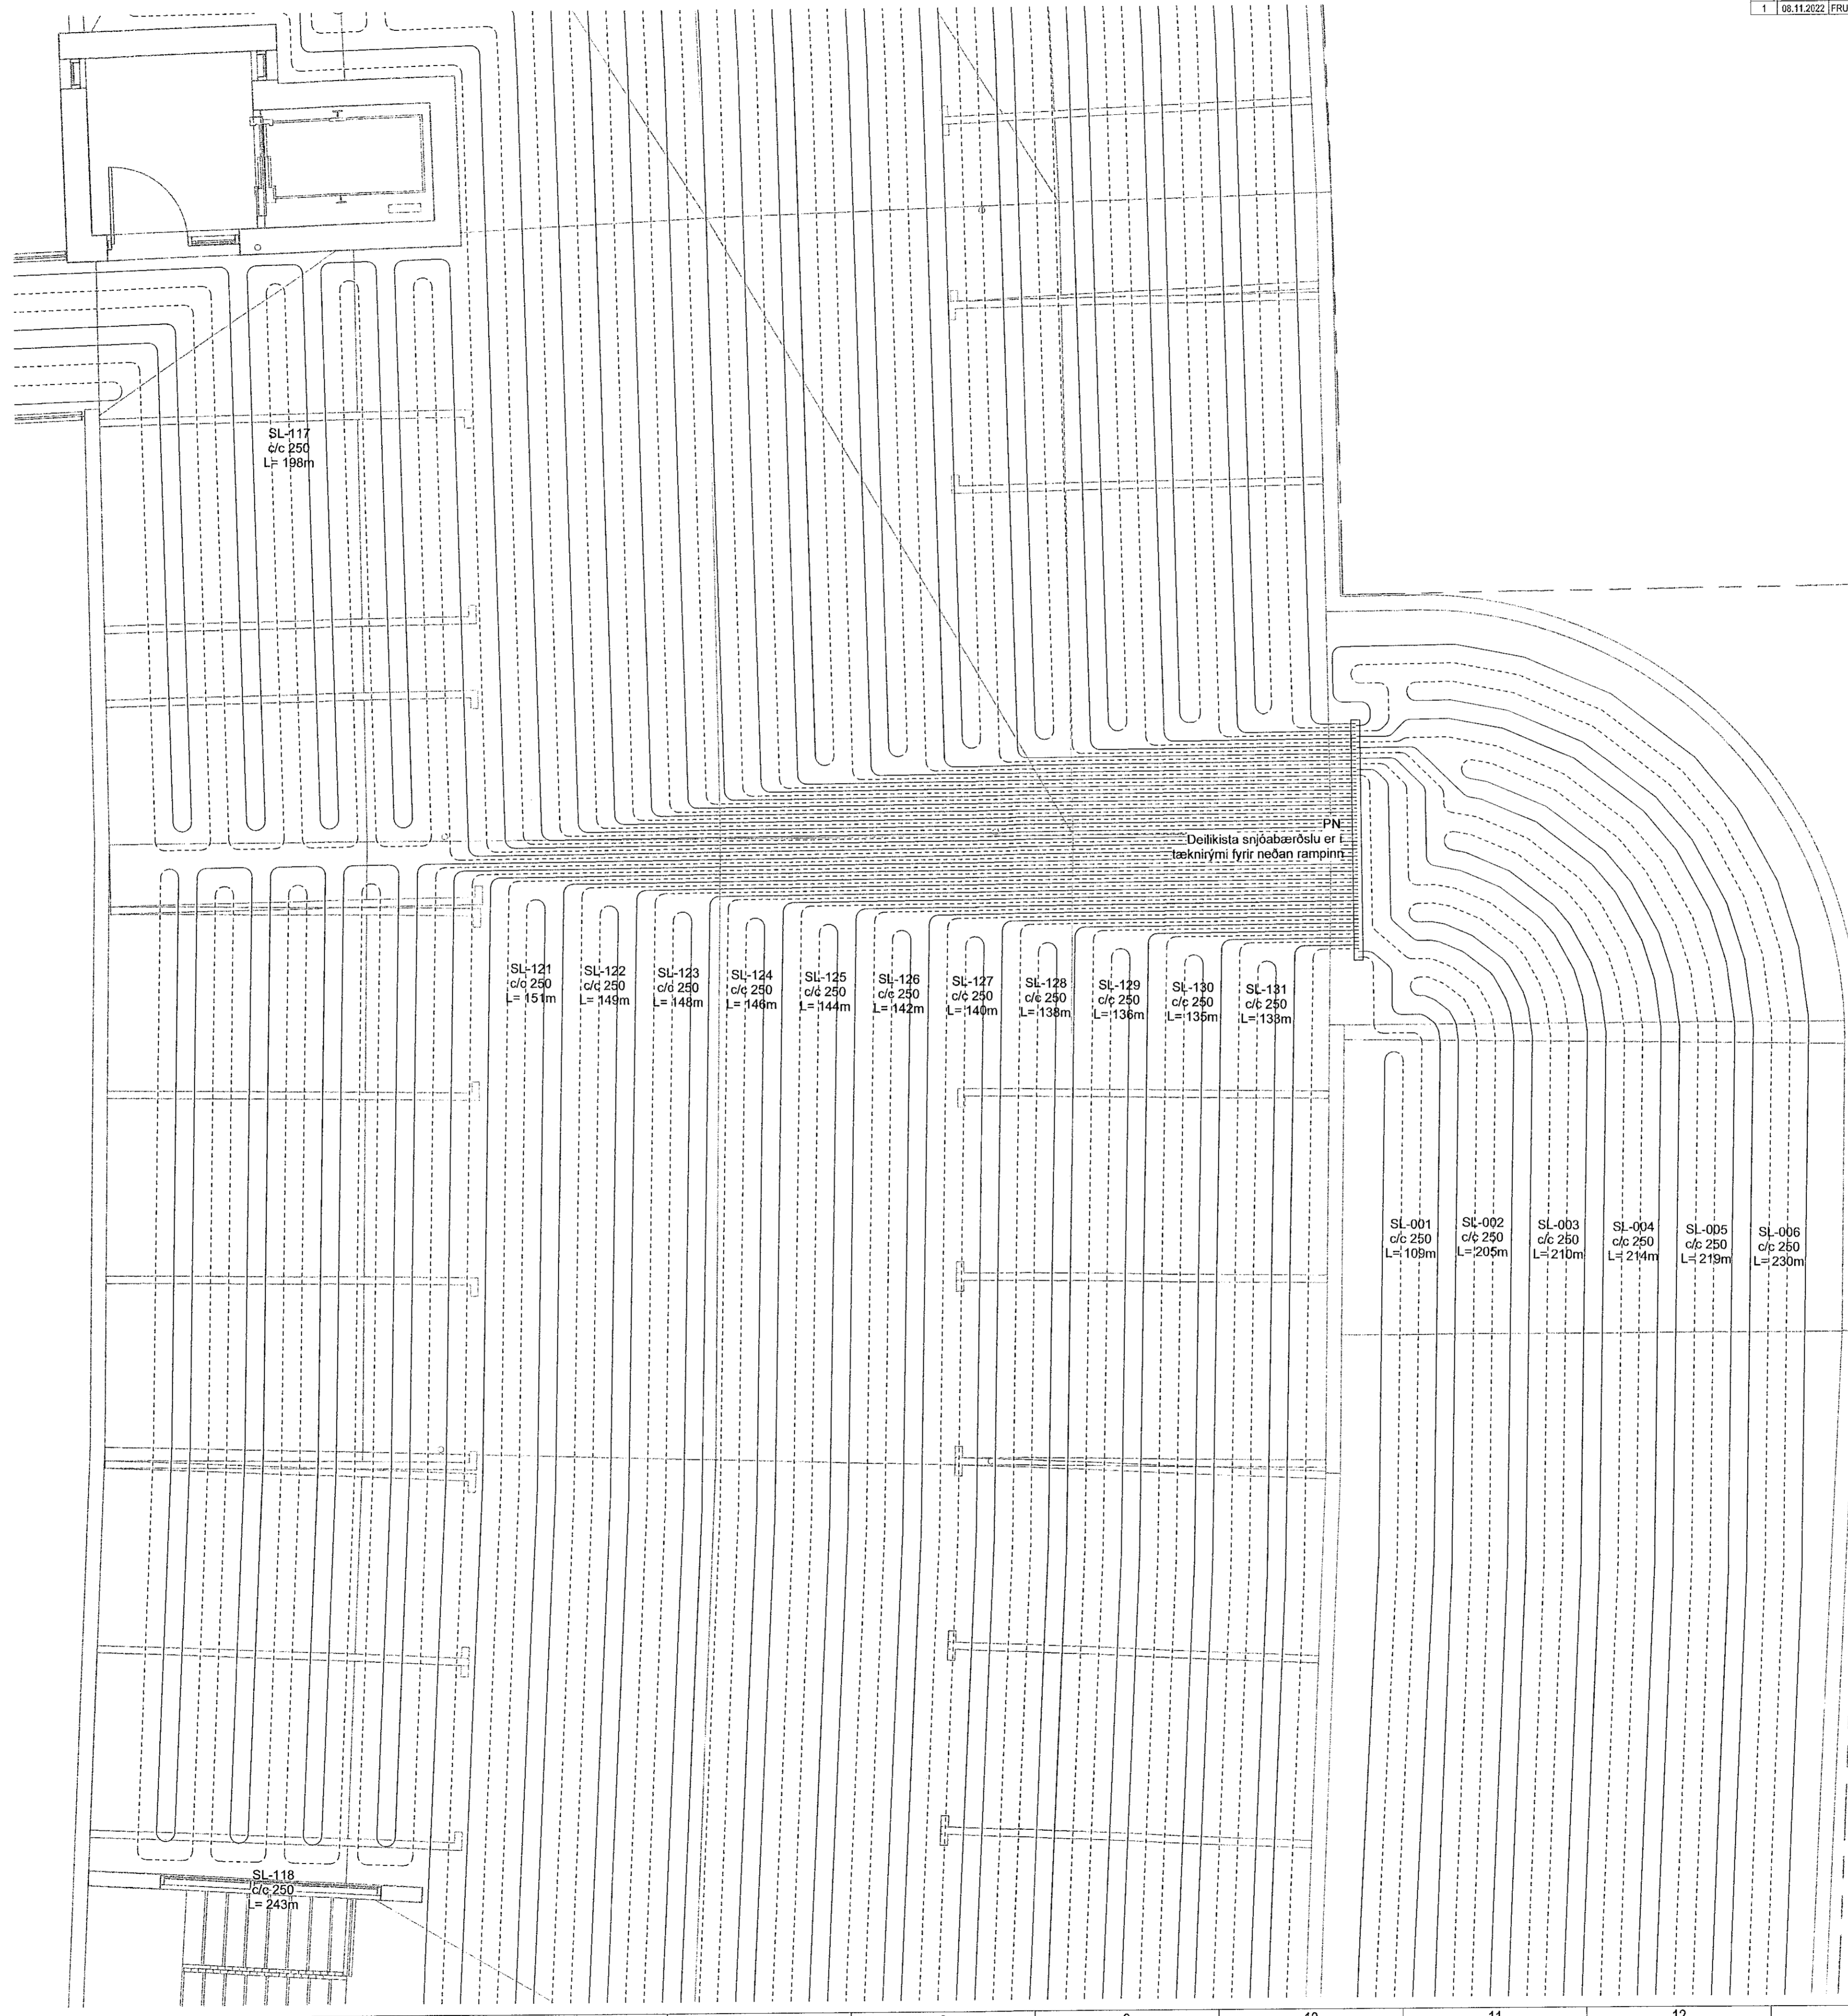 1 08.11.2022 FRU
SL-117
c/c 250
L= 198m
PN
Deilikista snjóabærðslu er í
tæknirými fyrir neðan rampinn
SL-121
c/c 250
L= 151m
SL-122
c/c 250
L= 149m
SL-123
c/c 250
L= 148m
SL-124
c/c 250
L= 146m
SL-125
c/c 250
L= 144m
SL-126
c/c 250
L= 142m
SL-127
c/c 250
L= 140m
SL-128
c/c 250
L= 138m
SL-129
c/c 250
L= 136m
SL-130
c/c 250
L= 135m
SL-131
c/c 250
L= 133m
SL-001
c/c 250
L= 109m
SL-002
c/c 250
L= 205m
SL-003
c/c 250
L= 210m
SL-004
c/c 250
L= 214m
SL-005
c/c 250
L= 219m
SL-006
c/c 250
L= 230m
SL-118
c/c 250
L= 243m